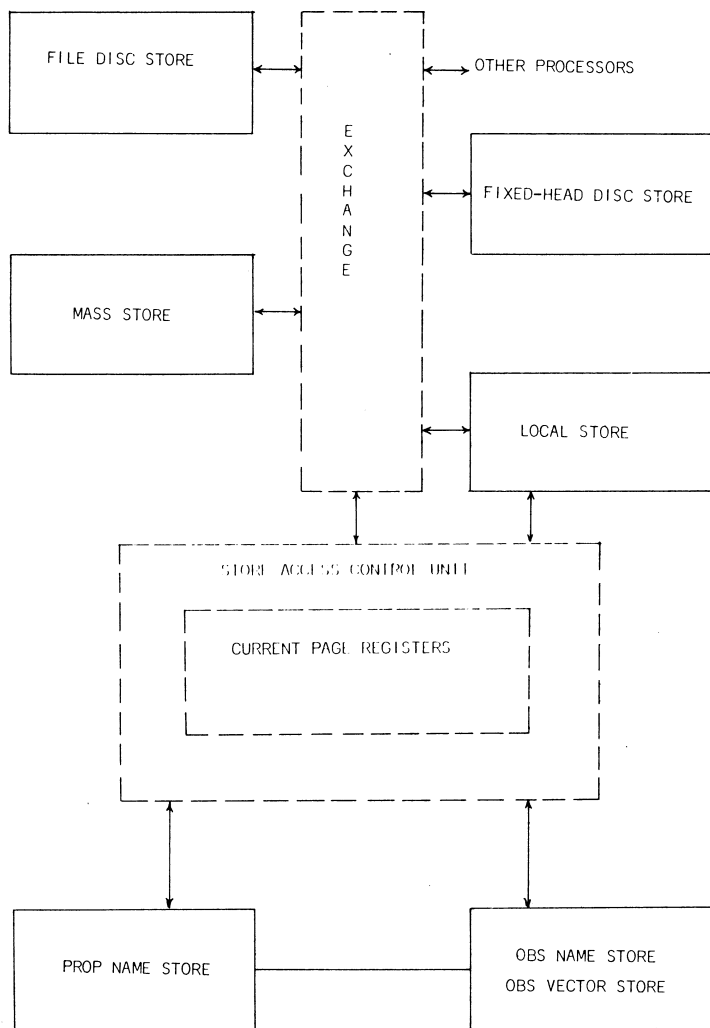 FILE DISC STORE
OTHER PROCESSORS
EXCHANGE
FIXED-HEAD DISC STORE
MASS STORE
LOCAL STORE
STORE ACCESS CONTROL UNIT
CURRENT PAGE REGISTERS
PROP NAME STORE
OBS NAME STORE
OBS VECTOR STORE